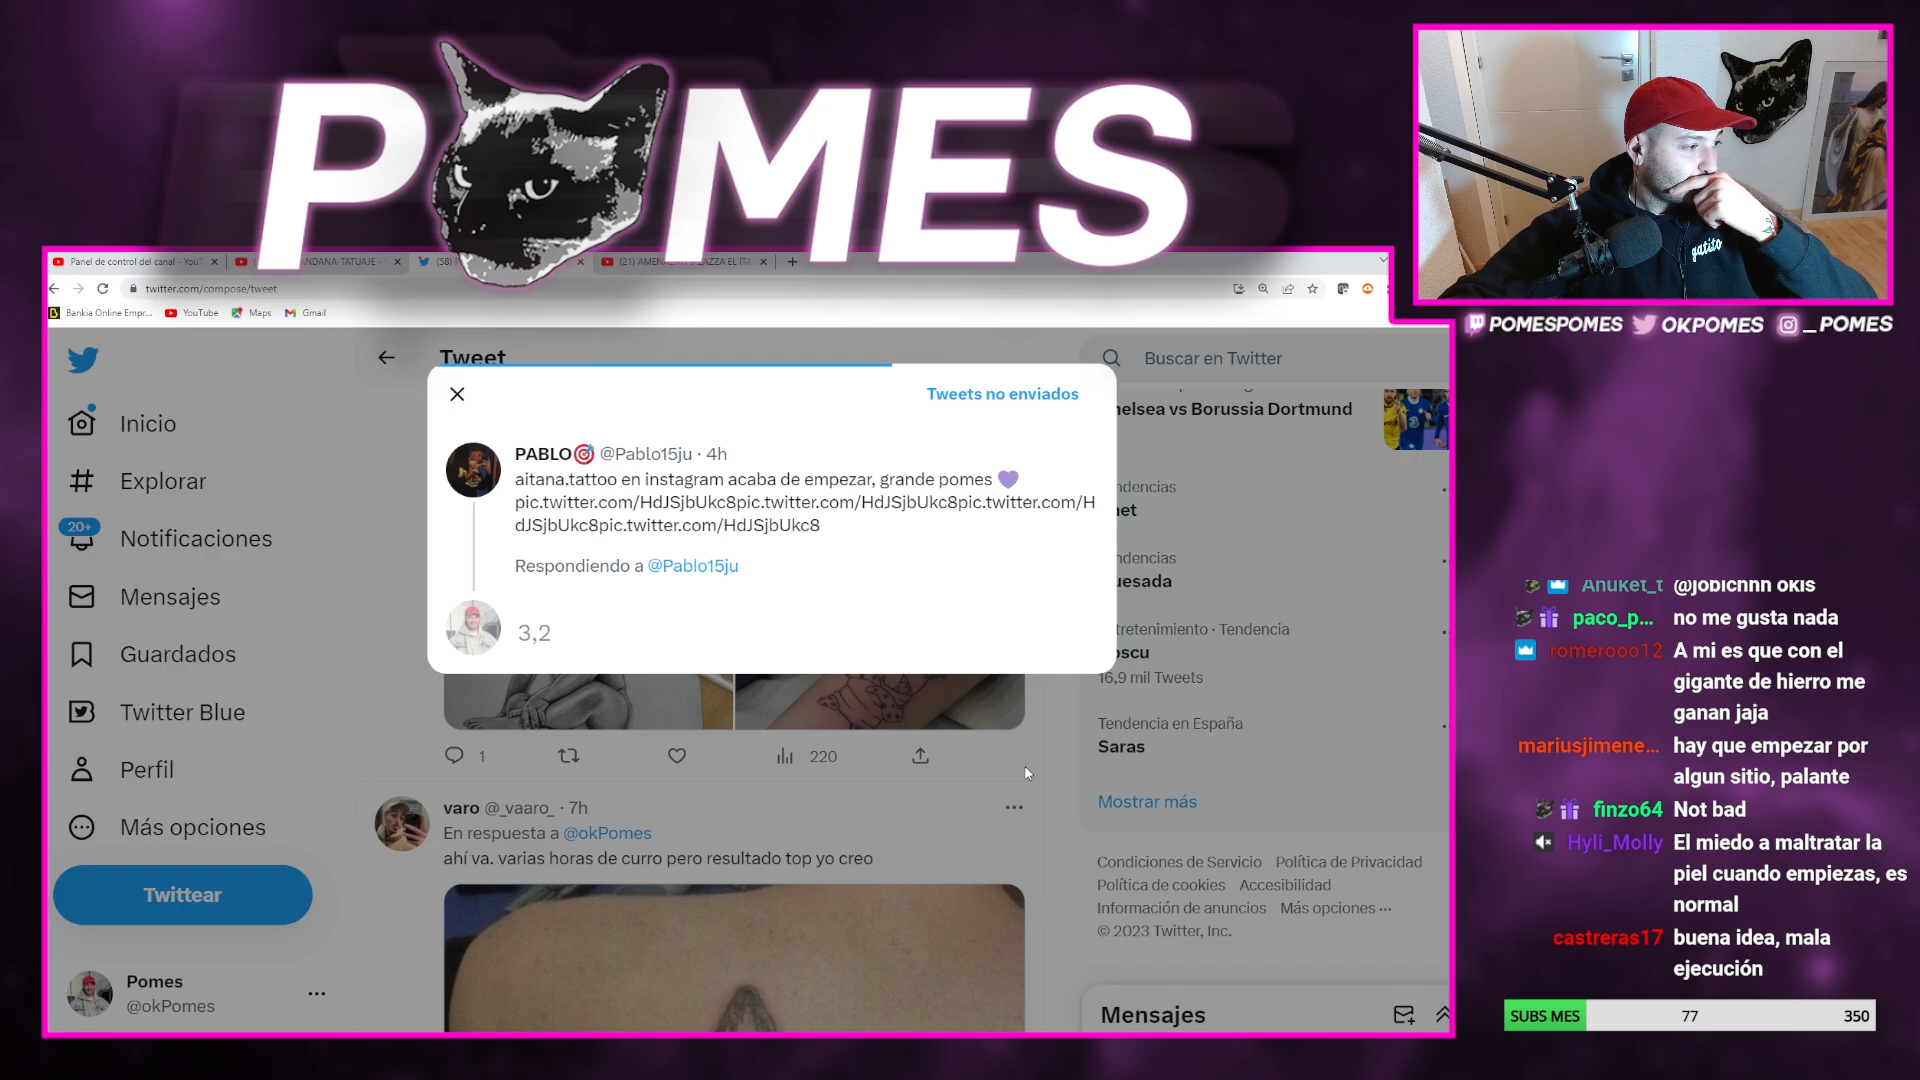 POMES
Panel de control del canal - YouT
ANDANA-TATUAJE -
(58)
(21) AMENAZA
AZZA EL ITA
twitter.com/compose/tweet
Bankia Online Empr...
YouTube
Maps
Gmail
POMESPOMES
OKPOMES
_POMES
gatito
Tweet
Buscar en Twitter
Inicio
Explorar
20+
Notificaciones
Mensajes
Guardados
Twitter Blue
Perfil
Más opciones
Twittear
Pomes
@okPomes
Tweets no enviados
PABLO @Pablo15ju · 4h
aitana.tattoo en instagram acaba de empezar, grande pomes 💜
pic.twitter.com/HdJSjbUkc8pic.twitter.com/HdJSjbUkc8pic.twitter.com/H
dJSjbUkc8pic.twitter.com/HdJSjbUkc8
Respondiendo a @Pablo15ju
3,2
1
220
varo @_vaaro_ · 7h
En respuesta a @okPomes
ahí va. varias horas de curro pero resultado top yo creo
helsea vs Borussia Dortmund
ndencias
net
ndencias
uesada
tretenimiento · Tendencia
oscu
16,9 mil Tweets
Tendencia en España
Saras
Mostrar más
Condiciones de Servicio Política de Privacidad
Política de cookies Accesibilidad
Información de anuncios Más opciones ···
© 2023 Twitter, Inc.
Mensajes
Anuket_t @jobichnn okis
paco_p... no me gusta nada
romerooo12 A mi es que con el
gigante de hierro me
ganan jaja
mariusjimene... hay que empezar por
algun sitio, palante
finzo64 Not bad
Hyli_Molly El miedo a maltratar la
piel cuando empiezas, es
normal
castreras17 buena idea, mala
ejecución
SUBS MES 77 350